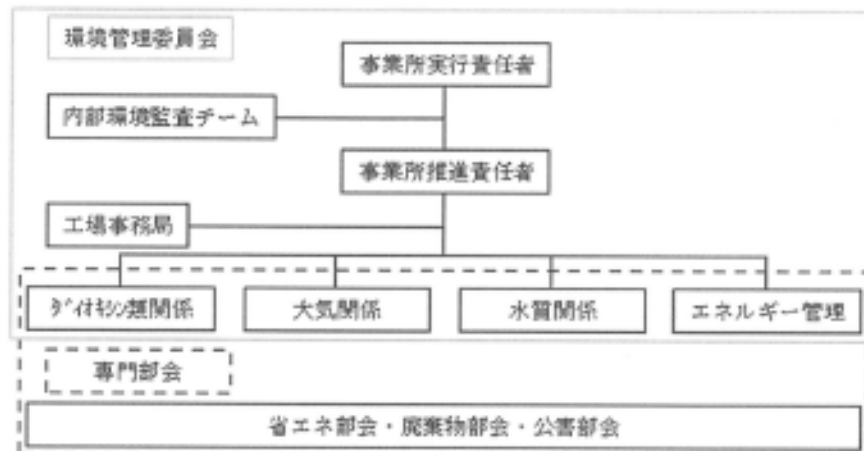 環境管理委員会
事業所実行責任者
内部環境監査チーム
事業所推進責任者
工場事務局
ダイオキシン類関係
大気関係
水質関係
エネルギー管理
専門部会
省エネ部会・廃棄物部会・公害部会